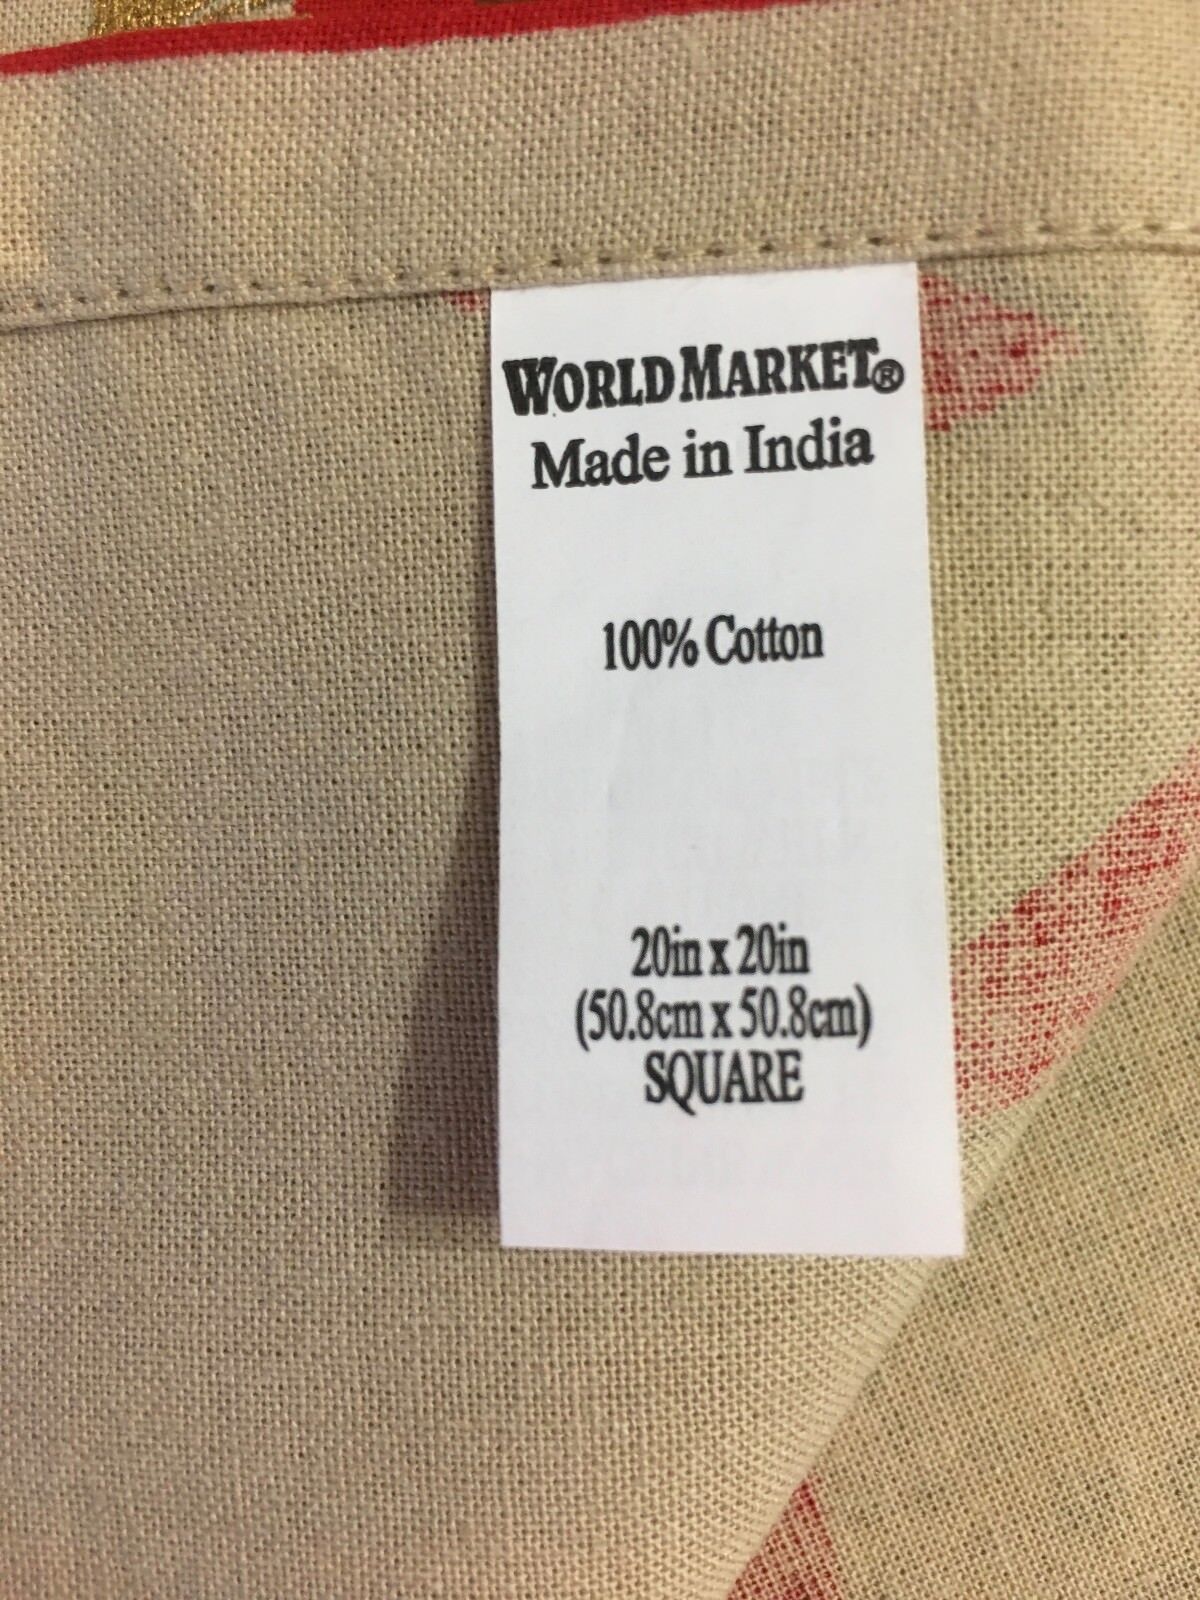 WORLD MARKET®
Made in India
100% Cotton
20in x 20in
(50.8cm x 50.8cm)
SQUARE